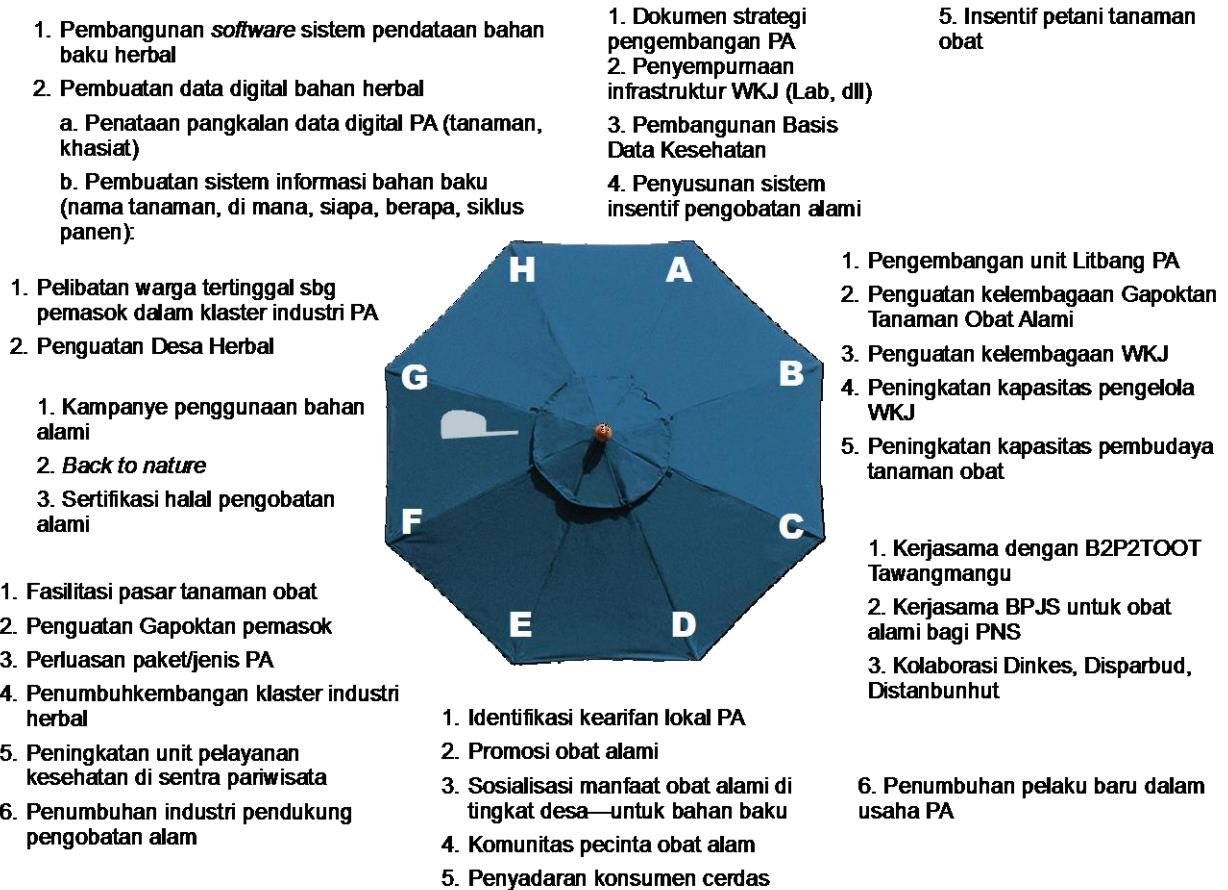 1. Pembangunan software sistem pendataan bahan
baku herbal
2. Pembuatan data digital bahan herbal
a. Penataan pangkalan data digital PA (tanaman,
khasiat)
b. Pembuatan sistem informasi bahan baku
(nama tanaman, di mana, siapa, berapa, siklus
panen):
1. Dokumen strategi
pengembangan PA
2. Penyempurnaan
infrastruktur WKJ (Lab, dll)
3. Pembangunan Basis
Data Kesehatan
4. Penyusunan sistem
insentif pengobatan alami
5. Insentif petani tanaman
obat
H
A
1. Pelibatan warga tertinggal sbg
pemasok dalam klaster industri PA
2. Penguatan Desa Herbal
G
B
1. Pengembangan unit Litbang PA
2. Penguatan kelembagaan Gapoktan
Tanaman Obat Alami
3. Penguatan kelembagaan WKJ
4. Peningkatan kapasitas pengelola
WKJ
5. Peningkatan kapasitas pembudaya
tanaman obat
1. Kampanye penggunaan bahan
alami
2. Back to nature
3. Sertifikasi halal pengobatan
alami
F
C
1. Kerjasama dengan B2P2TOOT
Tawangmangu
2. Kerjasama BPJS untuk obat
alami bagi PNS
3. Kolaborasi Dinkes, Disparbud,
Distanbunhut
1. Fasilitasi pasar tanaman obat
2. Penguatan Gapoktan pemasok
3. Perluasan paket/jenis PA
4. Penumbuhkembangan klaster industri
herbal
5. Peningkatan unit pelayanan
kesehatan di sentra pariwisata
6. Penumbuhan industri pendukung
pengobatan alam
E
D
1. Identifikasi kearifan lokal PA
2. Promosi obat alami
3. Sosialisasi manfaat obat alami di
tingkat desa—untuk bahan baku
4. Komunitas pecinta obat alam
5. Penyadaran konsumen cerdas
6. Penumbuhan pelaku baru dalam
usaha PA